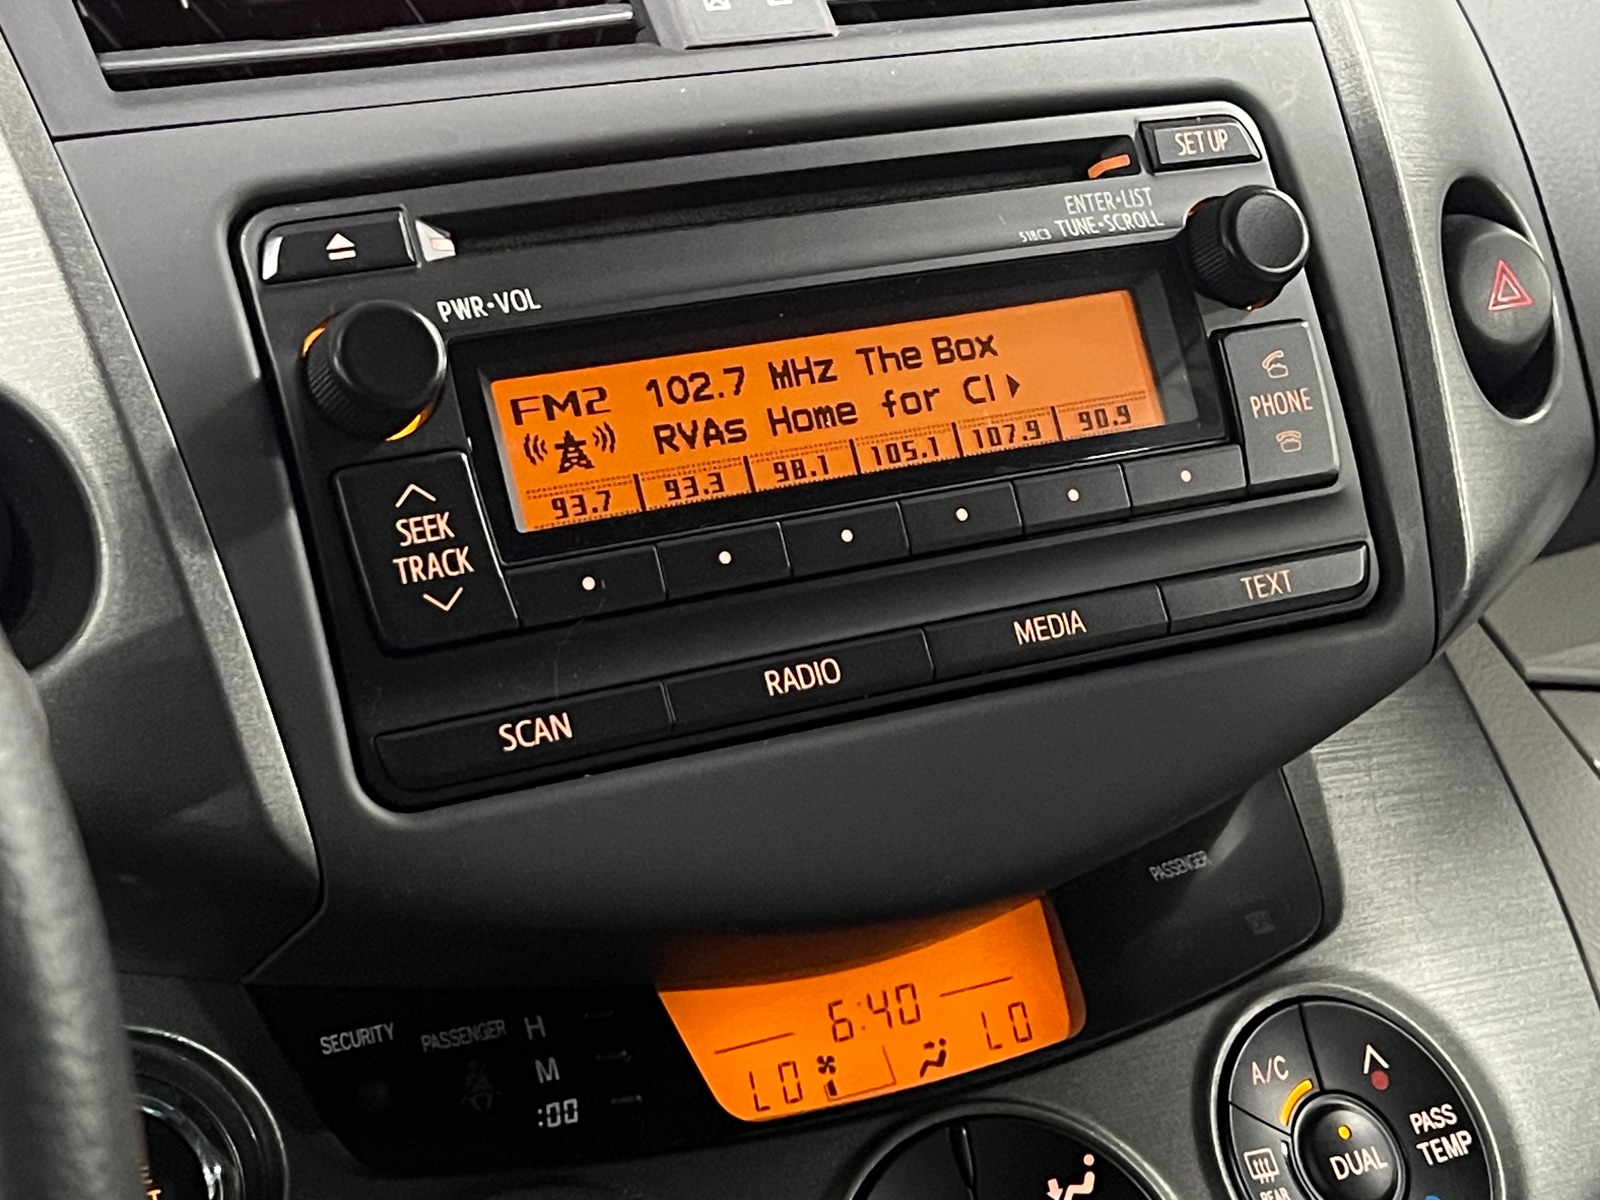 SET UP
ENTER•LIST
518C3 TUNE•SCROLL
PWR•VOL
FM2 102.7 MHz The Box
RVAs Home for Cl
93.7 93.3 98.1 105.1 107.9 90.9
PHONE
SEEK
TRACK
SCAN RADIO MEDIA TEXT
PASSENGER
6:40
LO LO
SECURITY PASSENGER H
M
:00
A/C
PASS
TEMP
DUAL
REAR